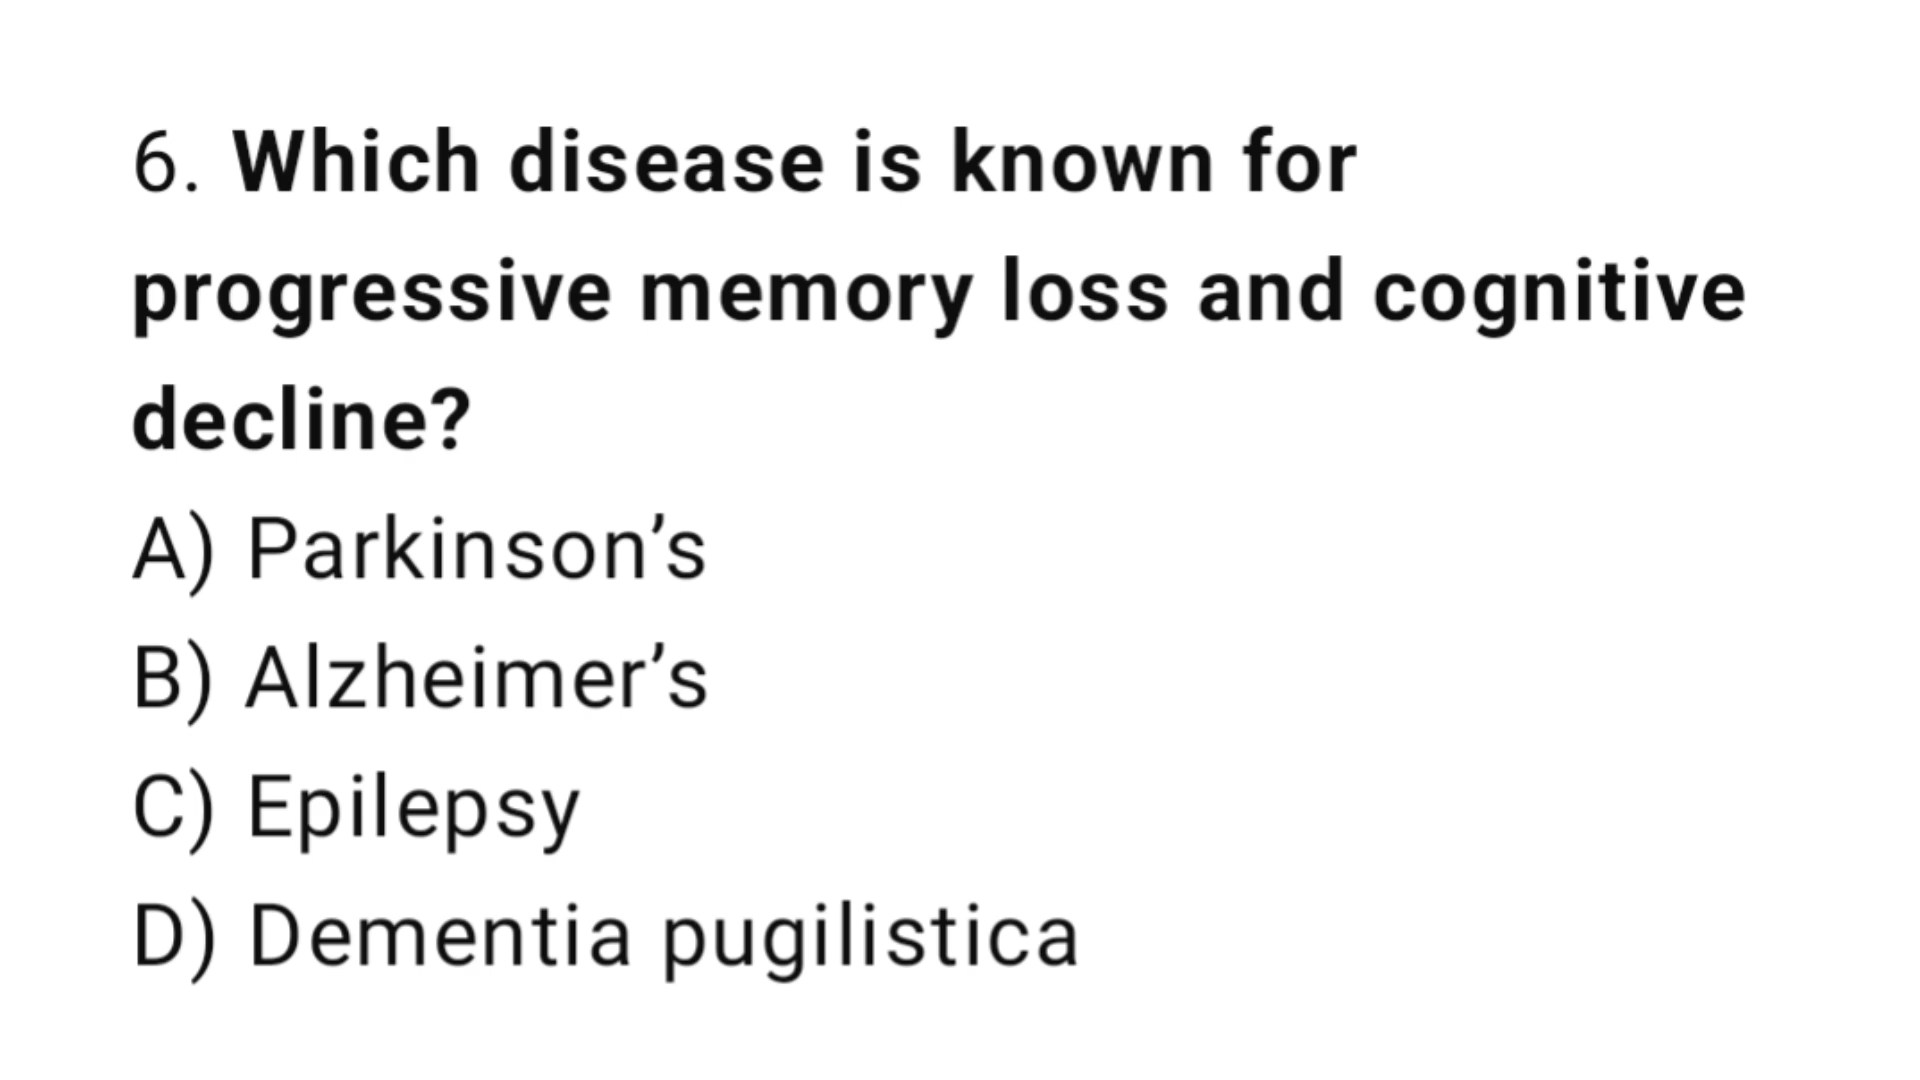 6. Which disease is known for
progressive memory loss and cognitive
decline?
A) Parkinson’s
B) Alzheimer’s
C) Epilepsy
D) Dementia pugilistica